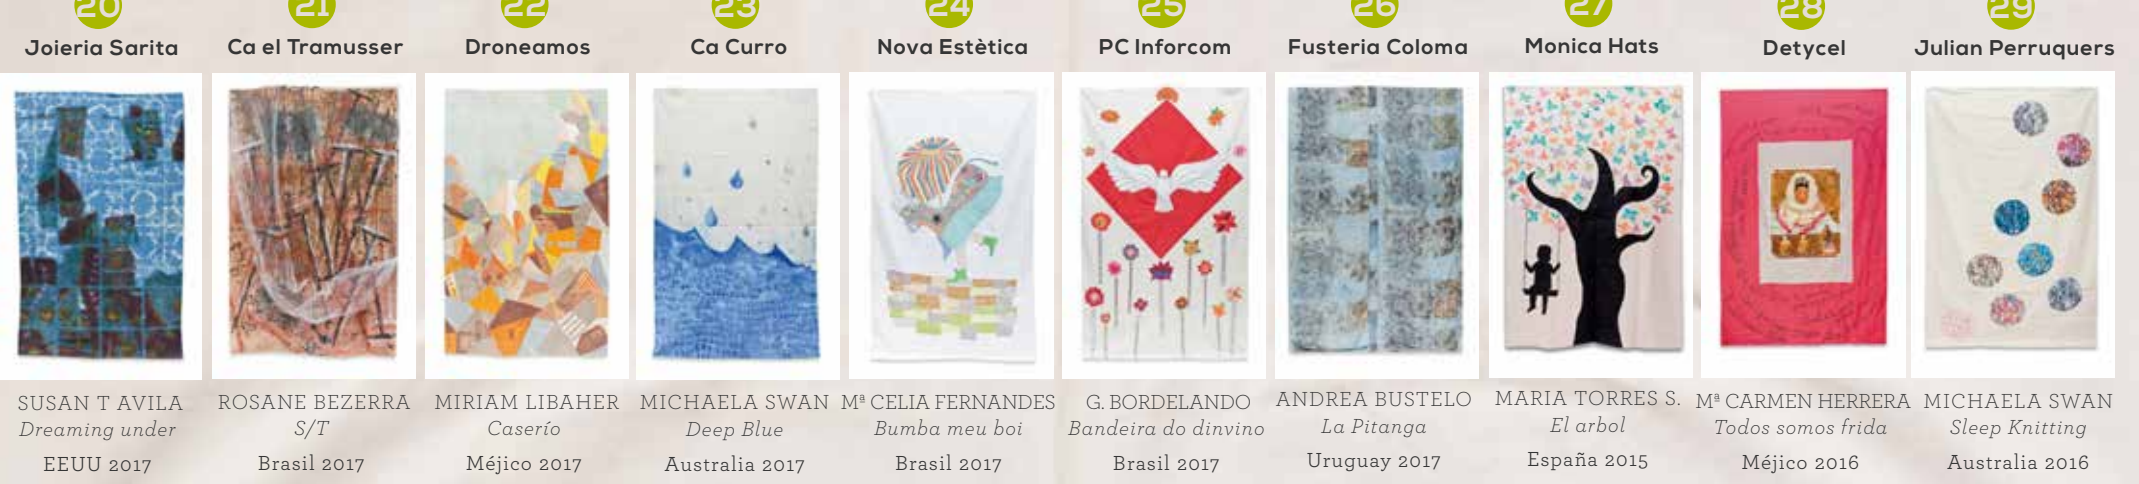 20
Joieria Sarita
SUSAN T AVILA
Dreaming under
EEUU 2017
21
Ca el Tramusser
ROSANE BEZERRA
S/T
Brasil 2017
22
Droneamos
MIRIAM LIBAHER
Caserío
Méjico 2017
23
Ca Curro
MICHAELA SWAN
Deep Blue
Australia 2017
24
Nova Estètica
Mª CELIA FERNANDES
Bumba meu boi
Brasil 2017
25
PC Inforcom
G. BORDELANDO
Bandeira do dinvino
Brasil 2017
26
Fusteria Coloma
ANDREA BUSTELO
La Pitanga
Uruguay 2017
27
Monica Hats
MARIA TORRES S.
El arbol
España 2015
28
Detycel
Mª CARMEN HERRERA
Todos somos frida
Méjico 2016
29
Julian Perruquers
MICHAELA SWAN
Sleep Knitting
Australia 2016